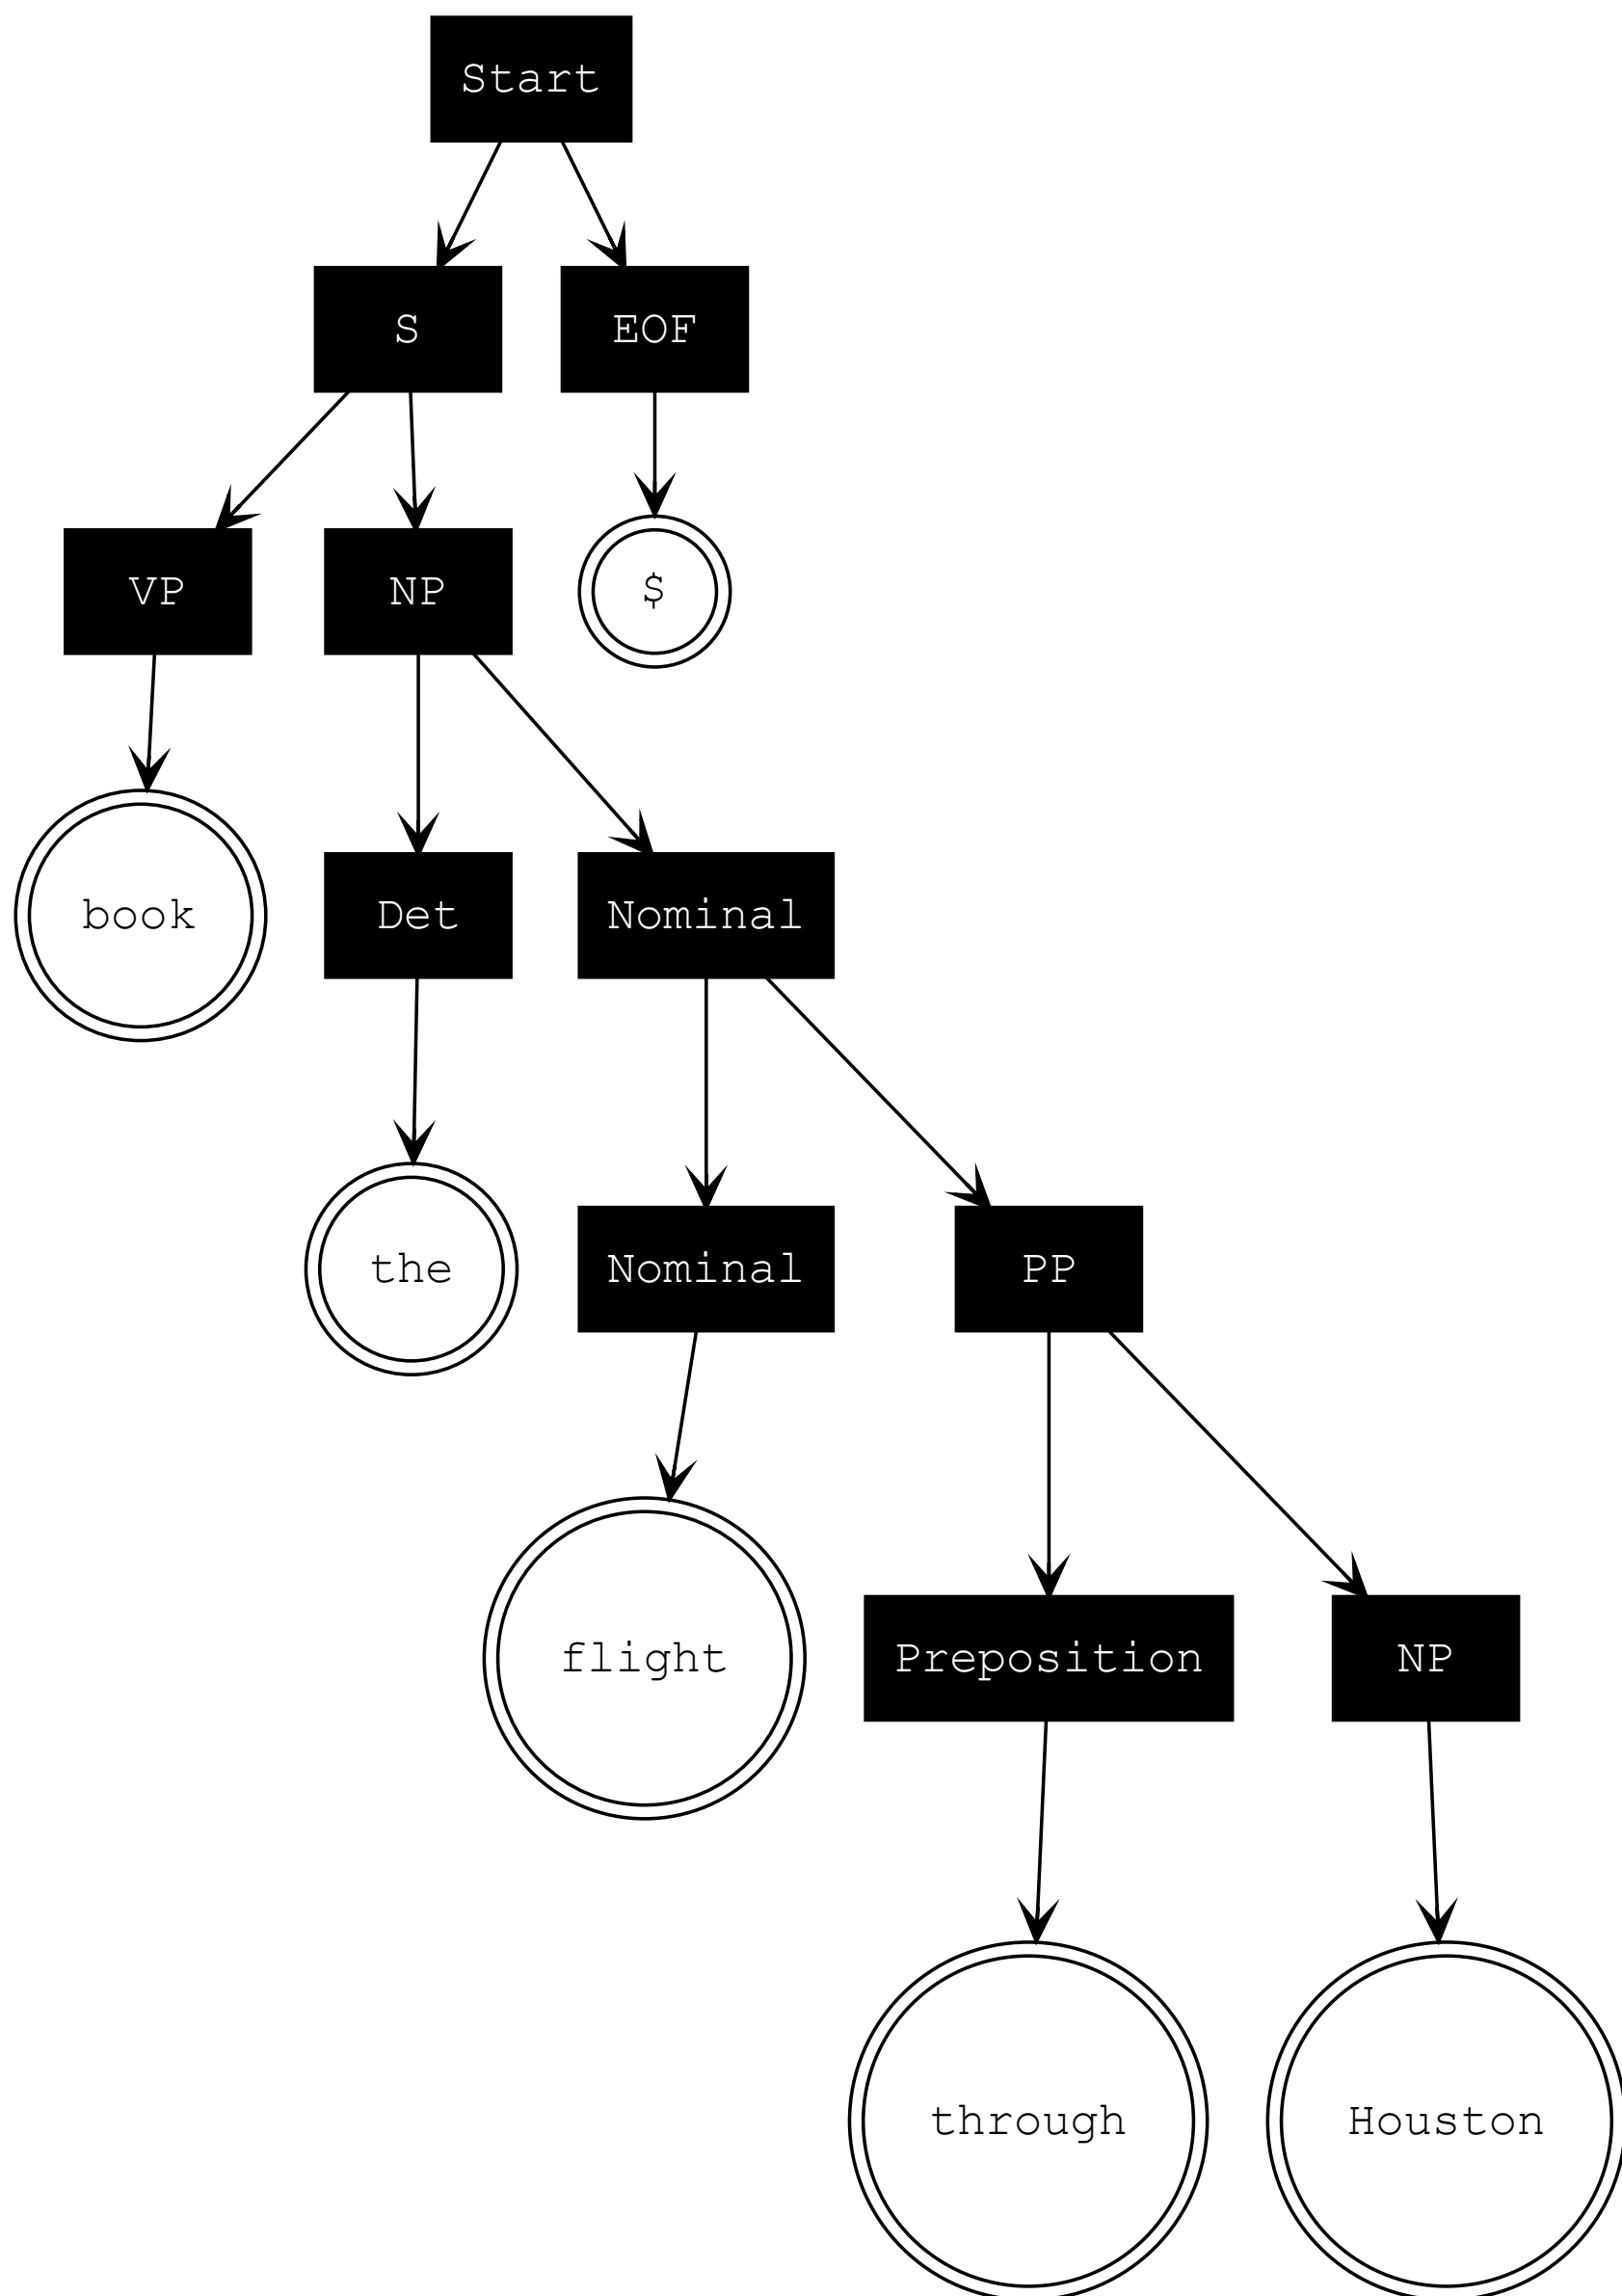 Start
S
EOF
VP
NP
$
book
Det
Nominal
the
Nominal
PP
flight
Preposition
NP
through
Houston